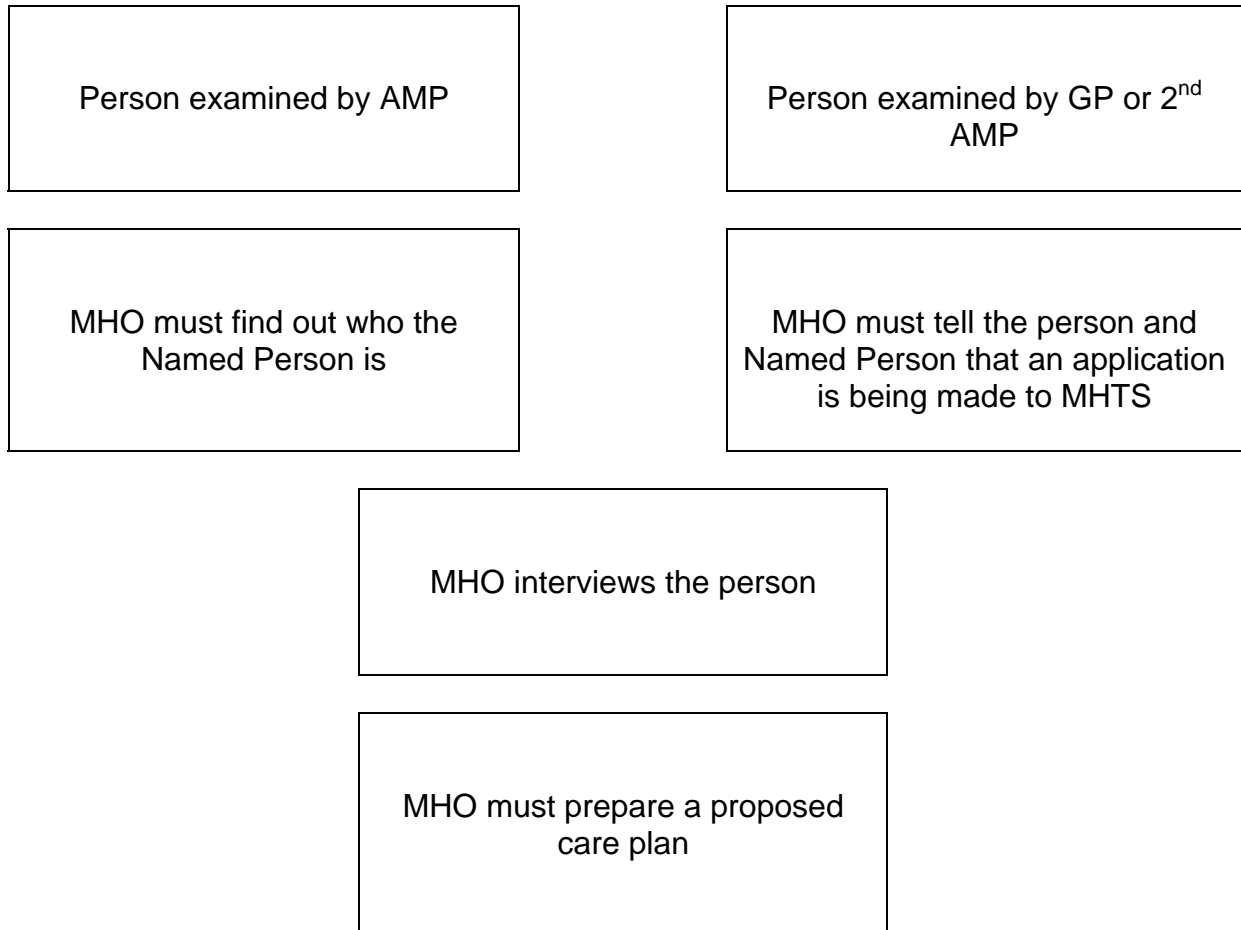 Person examined by AMP
Person examined by GP or 2nd
AMP
MHO must find out who the
Named Person is
MHO must tell the person and
Named Person that an application
is being made to MHTS
MHO interviews the person
MHO must prepare a proposed
care plan